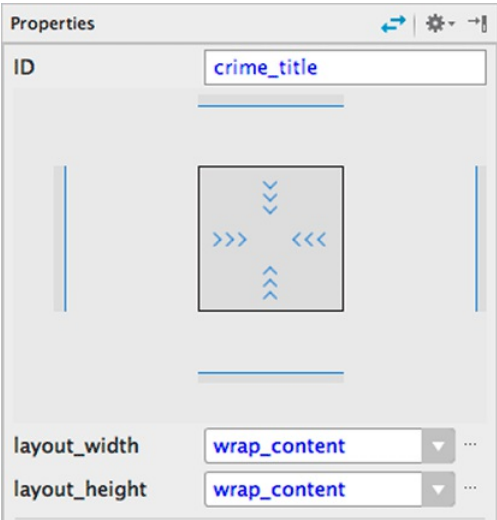 Properties
ID crime_title
layout_width wrap_content
layout_height wrap_content